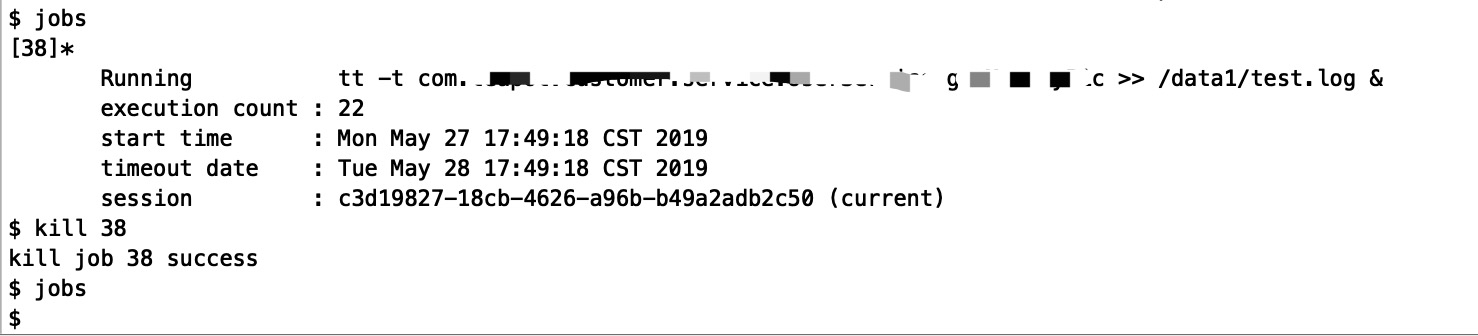 $ jobs
[38]*
Running tt -t com. >> /data1/test.log &
execution count : 22
start time : Mon May 27 17:49:18 CST 2019
timeout date : Tue May 28 17:49:18 CST 2019
session : c3d19827-18cb-4626-a96b-b49a2adb2c50 (current)
$ kill 38
kill job 38 success
$ jobs
$